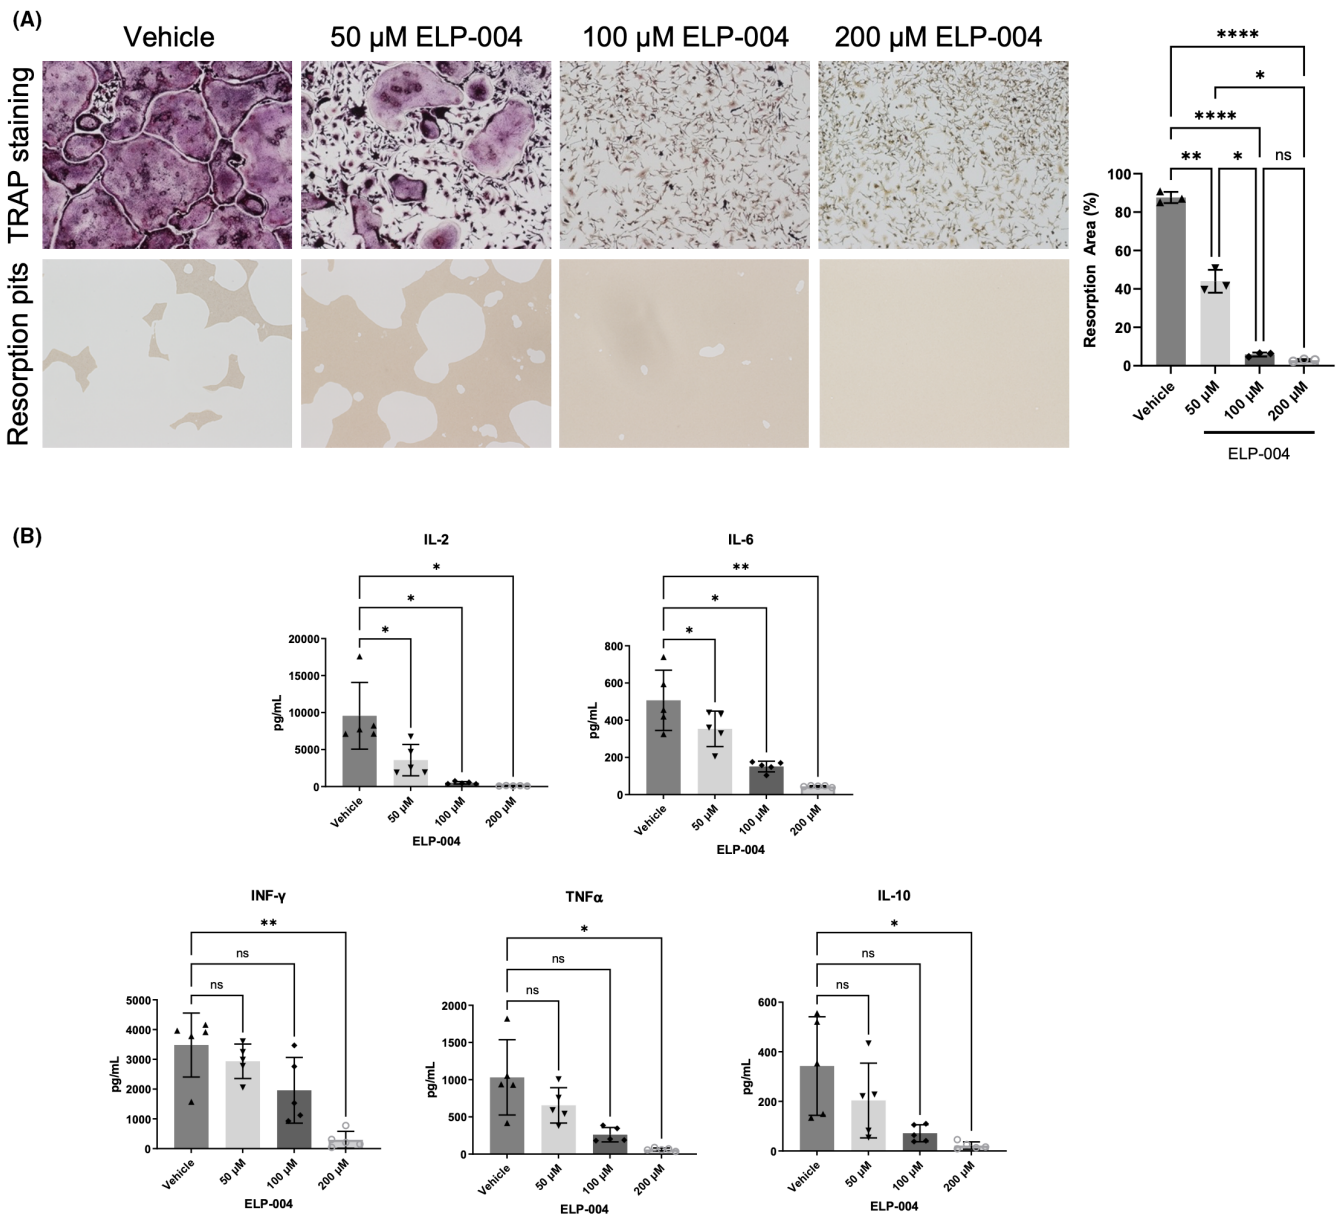 (A)
Vehicle 50 μM ELP-004 100 μM ELP-004 200 μM ELP-004
TRAP staining
Resorption pits
****
*
****
** * ns
Resorption Area (%)
100
80
60
40
20
0
Vehicle 50 μM 100 μM 200 μM
ELP-004
(B)
IL-2
*
*
*
pg/mL
20000
15000
10000
5000
0
Vehicle 50 μM 100 μM 200 μM
ELP-004
IL-6
**
*
*
pg/mL
800
600
400
200
0
Vehicle 50 μM 100 μM 200 μM
ELP-004
INF-γ
**
ns
ns
pg/mL
5000
4000
3000
2000
1000
0
Vehicle 50 μM 100 μM 200 μM
ELP-004
TNFα
*
ns
ns
pg/mL
2000
1500
1000
500
0
Vehicle 50 μM 100 μM 200 μM
ELP-004
IL-10
*
ns
ns
pg/mL
600
400
200
0
Vehicle 50 μM 100 μM 200 μM
ELP-004